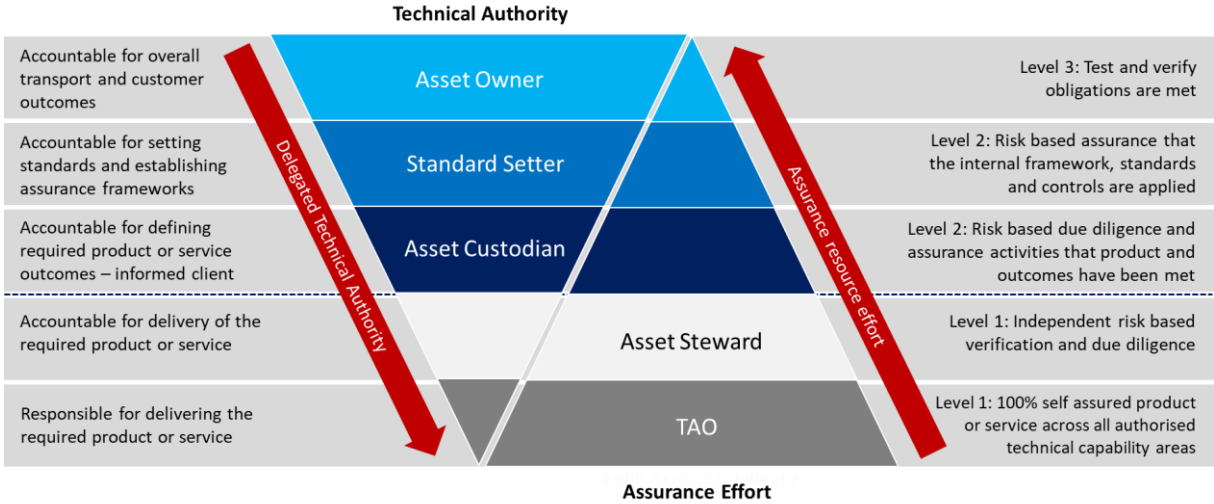 Technical Authority
Accountable for overall
transport and customer
outcomes
Asset Owner
Level 3: Test and verify
obligations are met
Accountable for setting
standards and establishing
assurance frameworks
Standard Setter
Level 2: Risk based assurance that
the internal framework, standards
and controls are applied
Accountable for defining
required product or service
outcomes – informed client
Asset Custodian
Level 2: Risk based due diligence and
assurance activities that product and
outcomes have been met
Delegated Technical Authority
Assurance resource effort
Accountable for delivery of the
required product or service
Asset Steward
Level 1: Independent risk based
verification and due diligence
Responsible for delivering the
required product or service
TAO
Level 1: 100% self assured product
or service across all authorised
technical capability areas
Assurance Effort